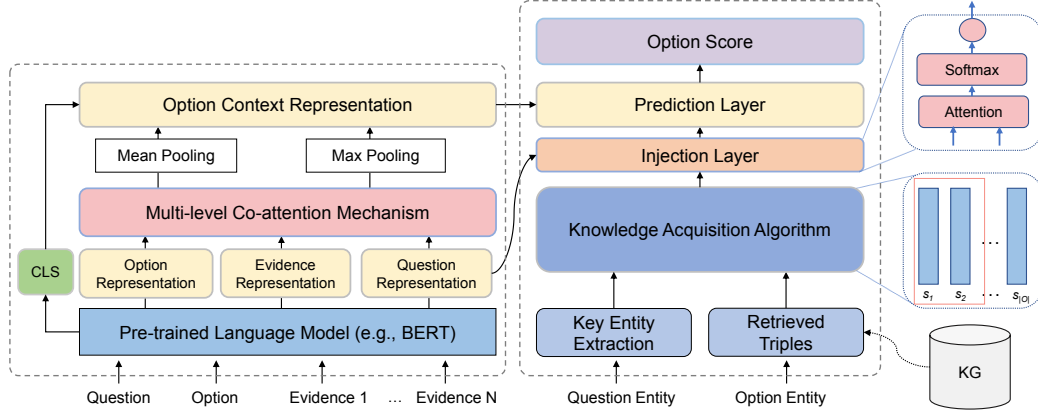 Option Score
Option Context Representation
Prediction Layer
Mean Pooling
Max Pooling
Injection Layer
Multi-level Co-attention Mechanism
Knowledge Acquisition Algorithm
CLS
Option
Representation
Evidence
Representation
Question
Representation
Pre-trained Language Model (e.g., BERT)
Key Entity
Extraction
Retrieved
Triples
Question
Option
Evidence 1
...
Evidence N
Question Entity
Option Entity
Softmax
Attention
...
s1
s2
...
s|O|
KG